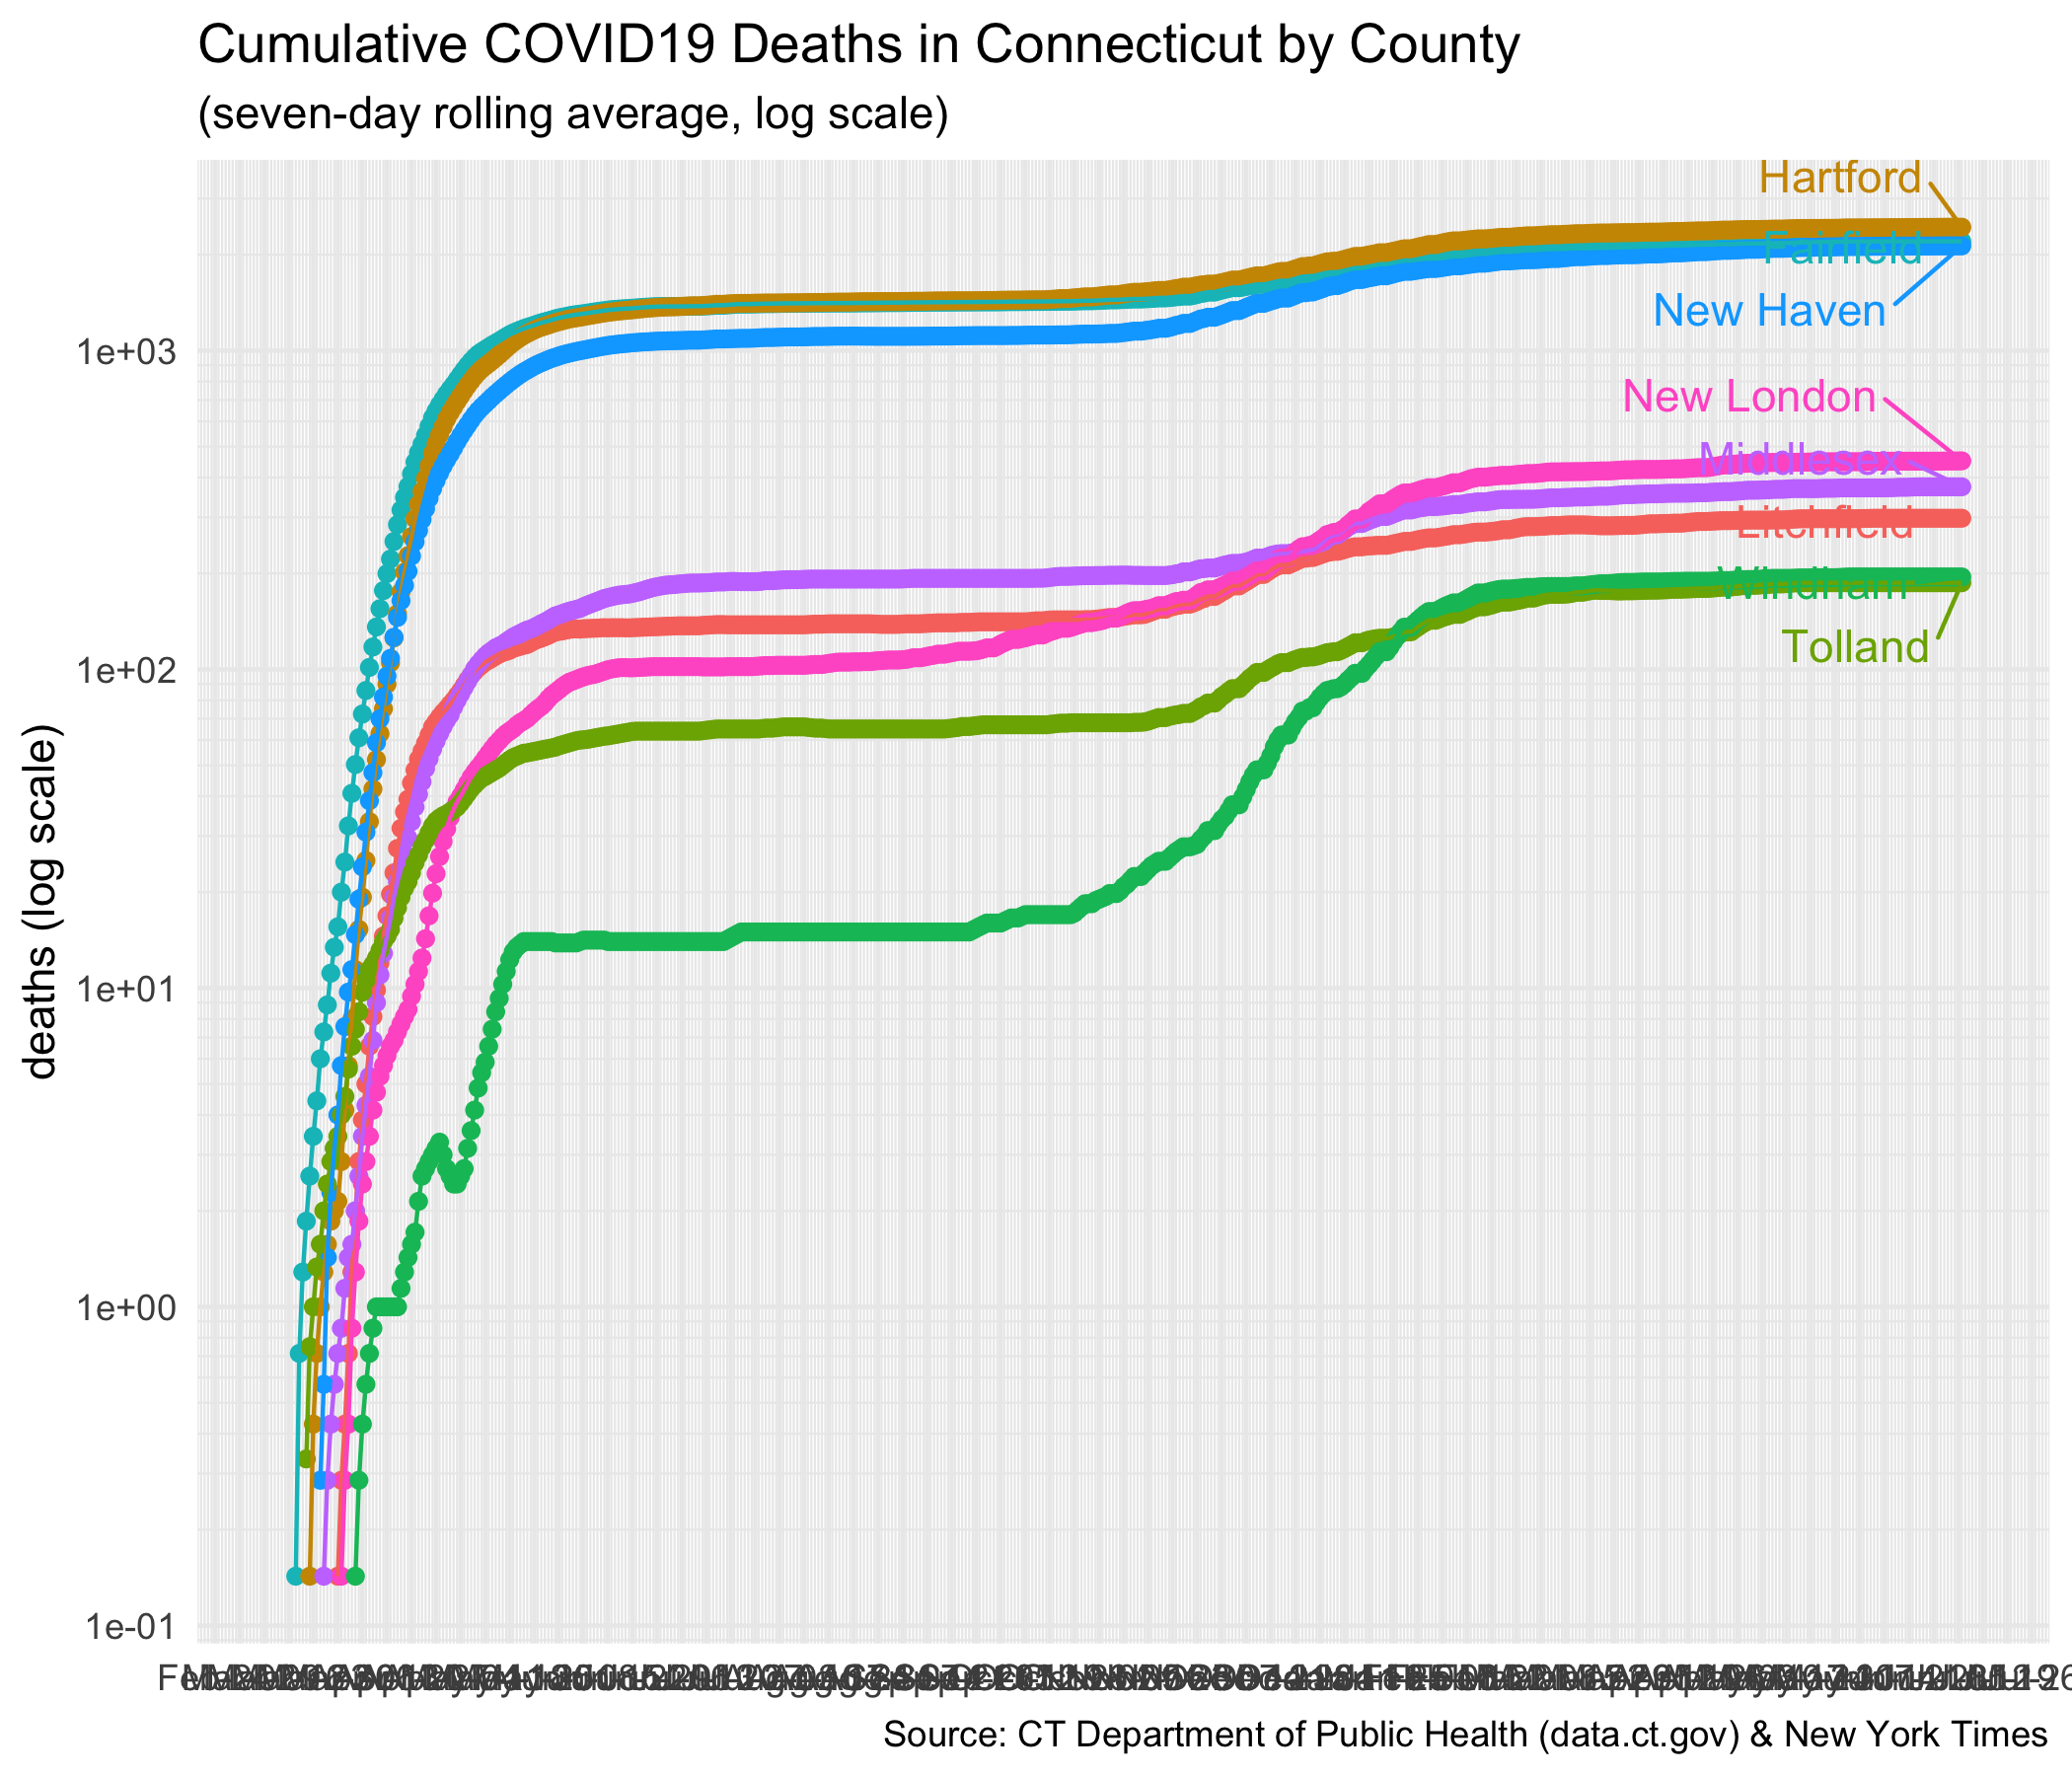 Cumulative COVID19 Deaths in Connecticut by County
(seven-day rolling average, log scale)
Hartford
Fairfield
New Haven
1e+03
New London
Middlesex
Litchfield
Windham
Tolland
1e+02
deaths (log scale)
1e+01
1e+00
1e-01
Source: CT Department of Public Health (data.ct.gov) & New York Times